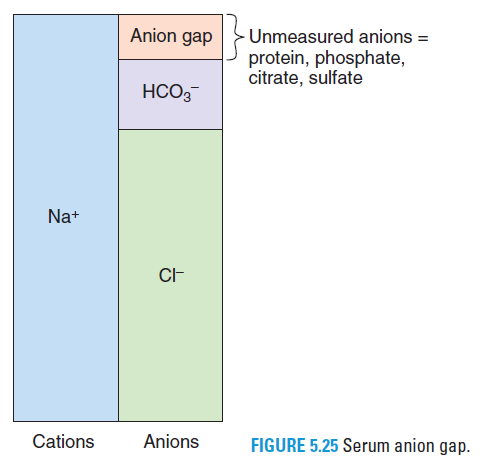 Anion gap
Unmeasured anions =
protein, phosphate,
citrate, sulfate
HCO₃⁻
Na⁺
Cl⁻
Cations
Anions
FIGURE 5.25 Serum anion gap.